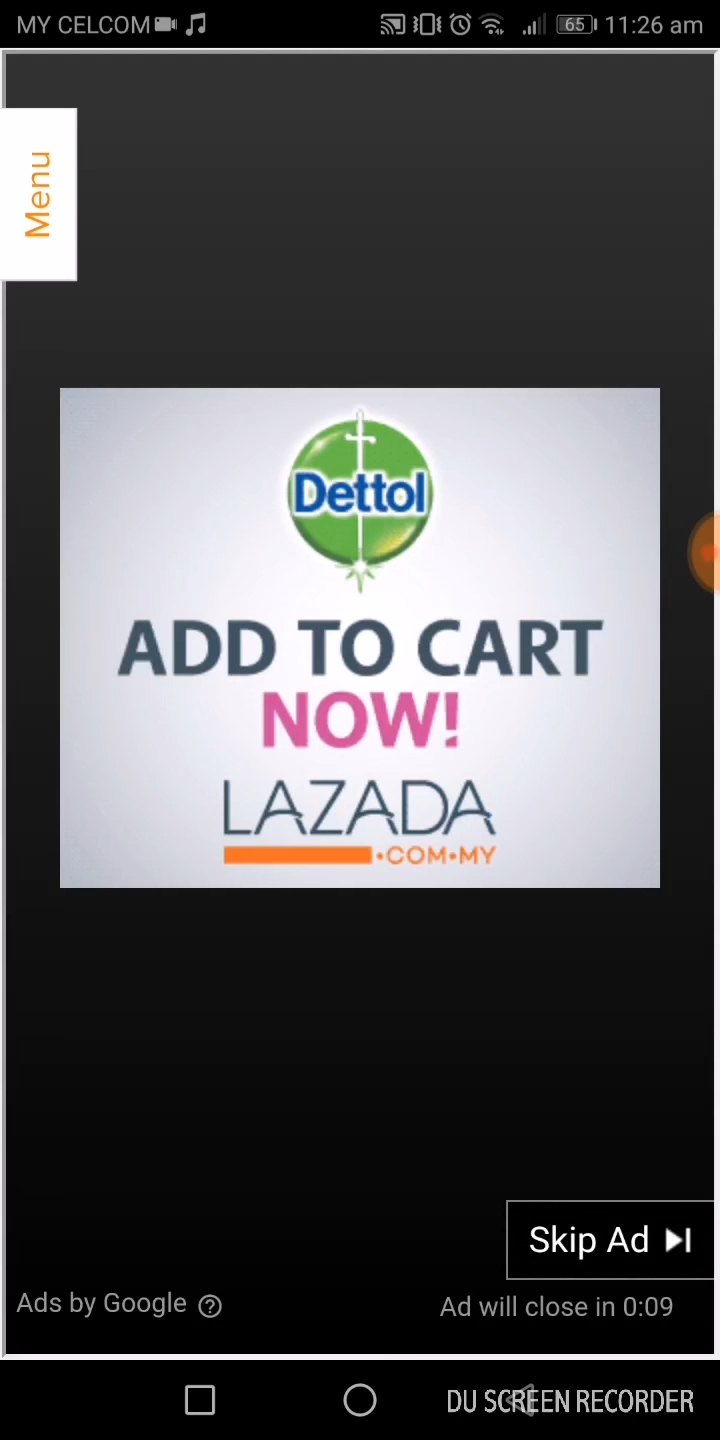 MY CELCOM 65 11:26 am
Menu
Dettol
ADD TO CART
NOW!
LAZADA
•COM•MY
Skip Ad
Ads by Google ?
Ad will close in 0:09
DU SCREEN RECORDER